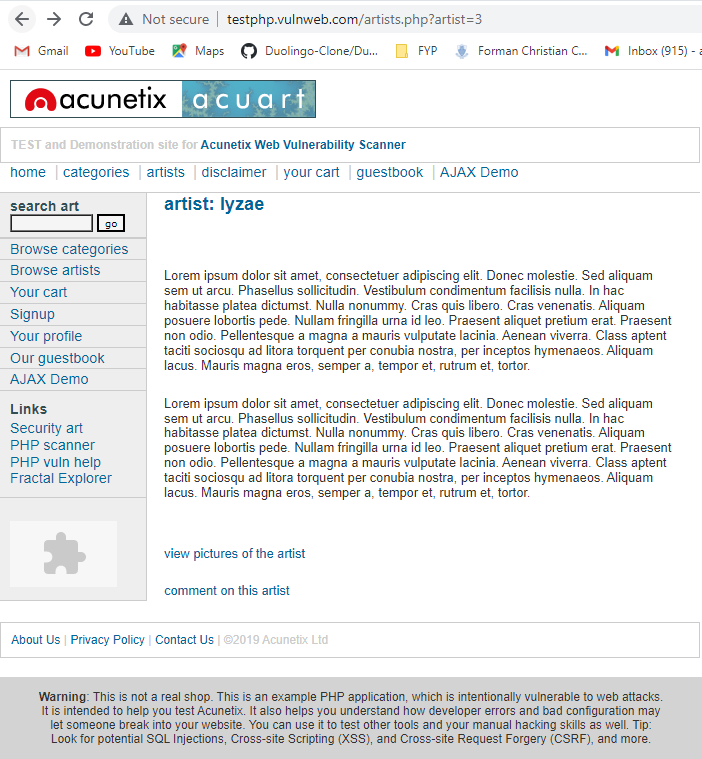 Not secure | testphp.vulnweb.com/artists.php?artist=3
Gmail YouTube Maps Duolingo-Clone/Du... FYP Forman Christian C... Inbox (915) - a
acunetix acuart
TEST and Demonstration site for Acunetix Web Vulnerability Scanner
home | categories | artists | disclaimer | your cart | guestbook | AJAX Demo
search art
go
Browse categories
Browse artists
Your cart
Signup
Your profile
Our guestbook
AJAX Demo
Links
Security art
PHP scanner
PHP vuln help
Fractal Explorer
artist: lyzae
Lorem ipsum dolor sit amet, consectetuer adipiscing elit. Donec molestie. Sed aliquam
sem ut arcu. Phasellus sollicitudin. Vestibulum condimentum facilisis nulla. In hac
habitasse platea dictumst. Nulla nonummy. Cras quis libero. Cras venenatis. Aliquam
posuere lobortis pede. Nullam fringilla urna id leo. Praesent aliquet pretium erat. Praesent
non odio. Pellentesque a magna a mauris vulputate lacinia. Aenean viverra. Class aptent
taciti sociosqu ad litora torquent per conubia nostra, per inceptos hymenaeos. Aliquam
lacus. Mauris magna eros, semper a, tempor et, rutrum et, tortor.
Lorem ipsum dolor sit amet, consectetuer adipiscing elit. Donec molestie. Sed aliquam
sem ut arcu. Phasellus sollicitudin. Vestibulum condimentum facilisis nulla. In hac
habitasse platea dictumst. Nulla nonummy. Cras quis libero. Cras venenatis. Aliquam
posuere lobortis pede. Nullam fringilla urna id leo. Praesent aliquet pretium erat. Praesent
non odio. Pellentesque a magna a mauris vulputate lacinia. Aenean viverra. Class aptent
taciti sociosqu ad litora torquent per conubia nostra, per inceptos hymenaeos. Aliquam
lacus. Mauris magna eros, semper a, tempor et, rutrum et, tortor.
view pictures of the artist
comment on this artist
About Us | Privacy Policy | Contact Us | ©2019 Acunetix Ltd
Warning: This is not a real shop. This is an example PHP application, which is intentionally vulnerable to web attacks.
It is intended to help you test Acunetix. It also helps you understand how developer errors and bad configuration may
let someone break into your website. You can use it to test other tools and your manual hacking skills as well. Tip:
Look for potential SQL Injections, Cross-site Scripting (XSS), and Cross-site Request Forgery (CSRF), and more.